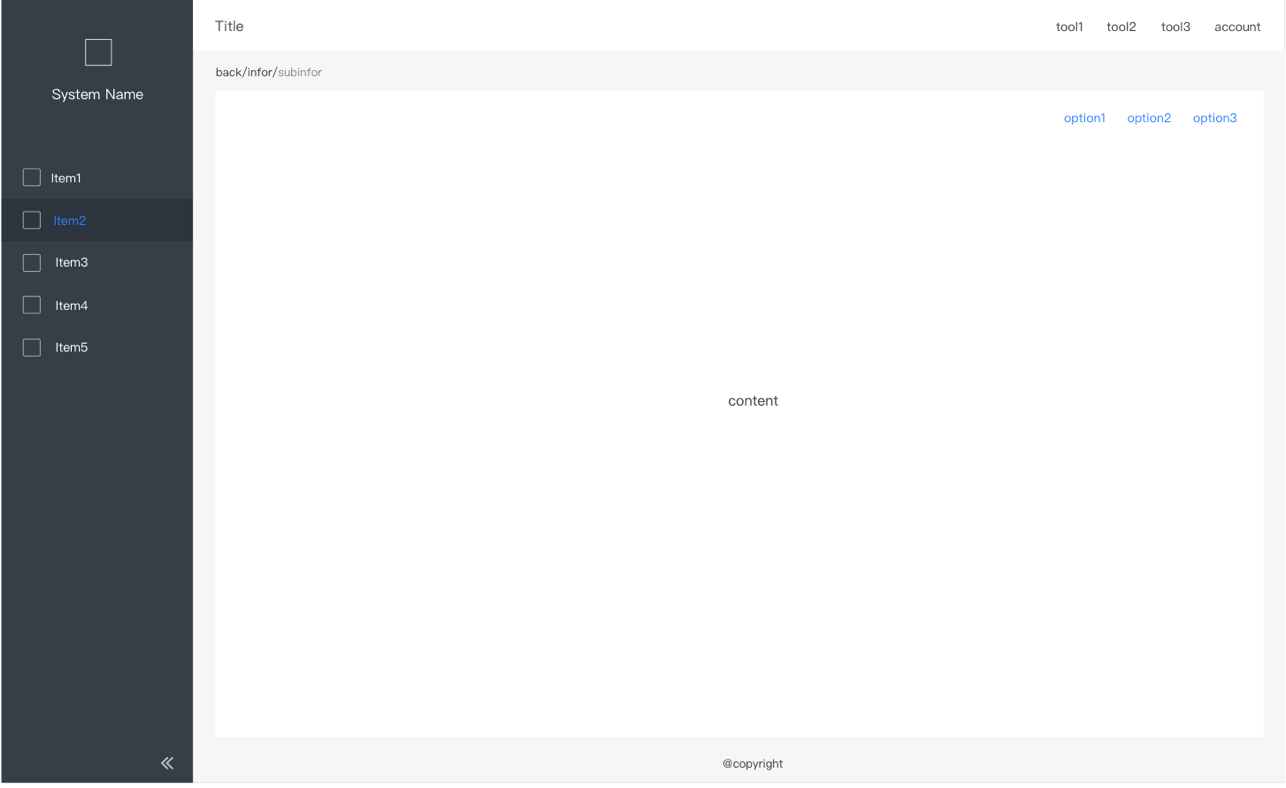 System Name
Item1
Item2
Item3
Item4
Item5
Title
tool1 tool2 tool3 account
back/infor/subinfor
option1 option2 option3
content
@copyright